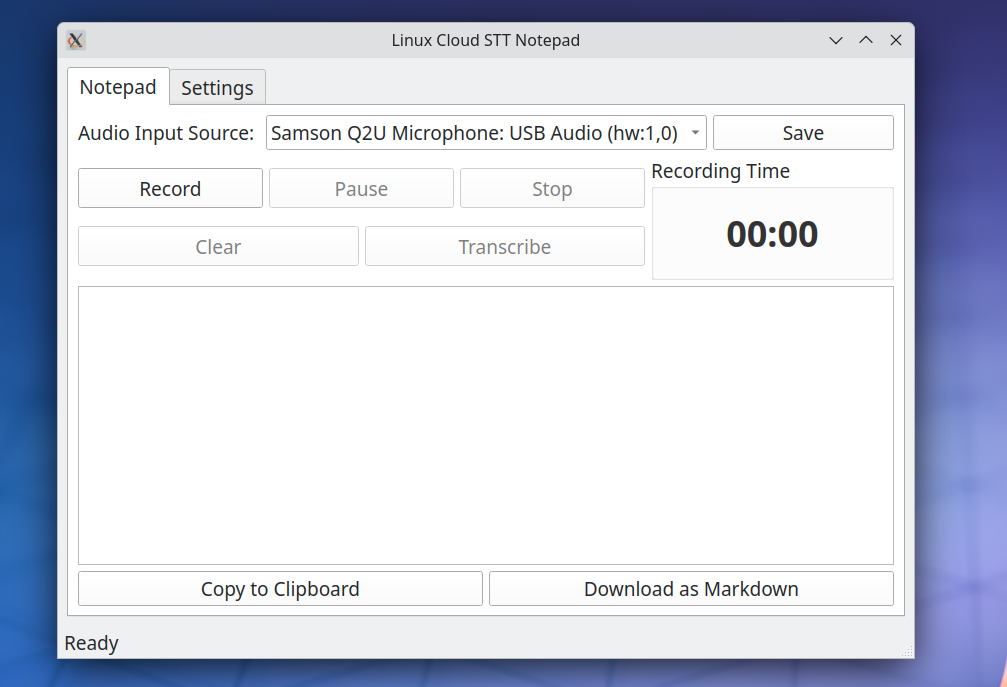 Linux Cloud STT Notepad
Notepad Settings
Audio Input Source: Samson Q2U Microphone: USB Audio (hw:1,0) Save
Record Pause Stop Recording Time
00:00
Clear Transcribe
Copy to Clipboard Download as Markdown
Ready